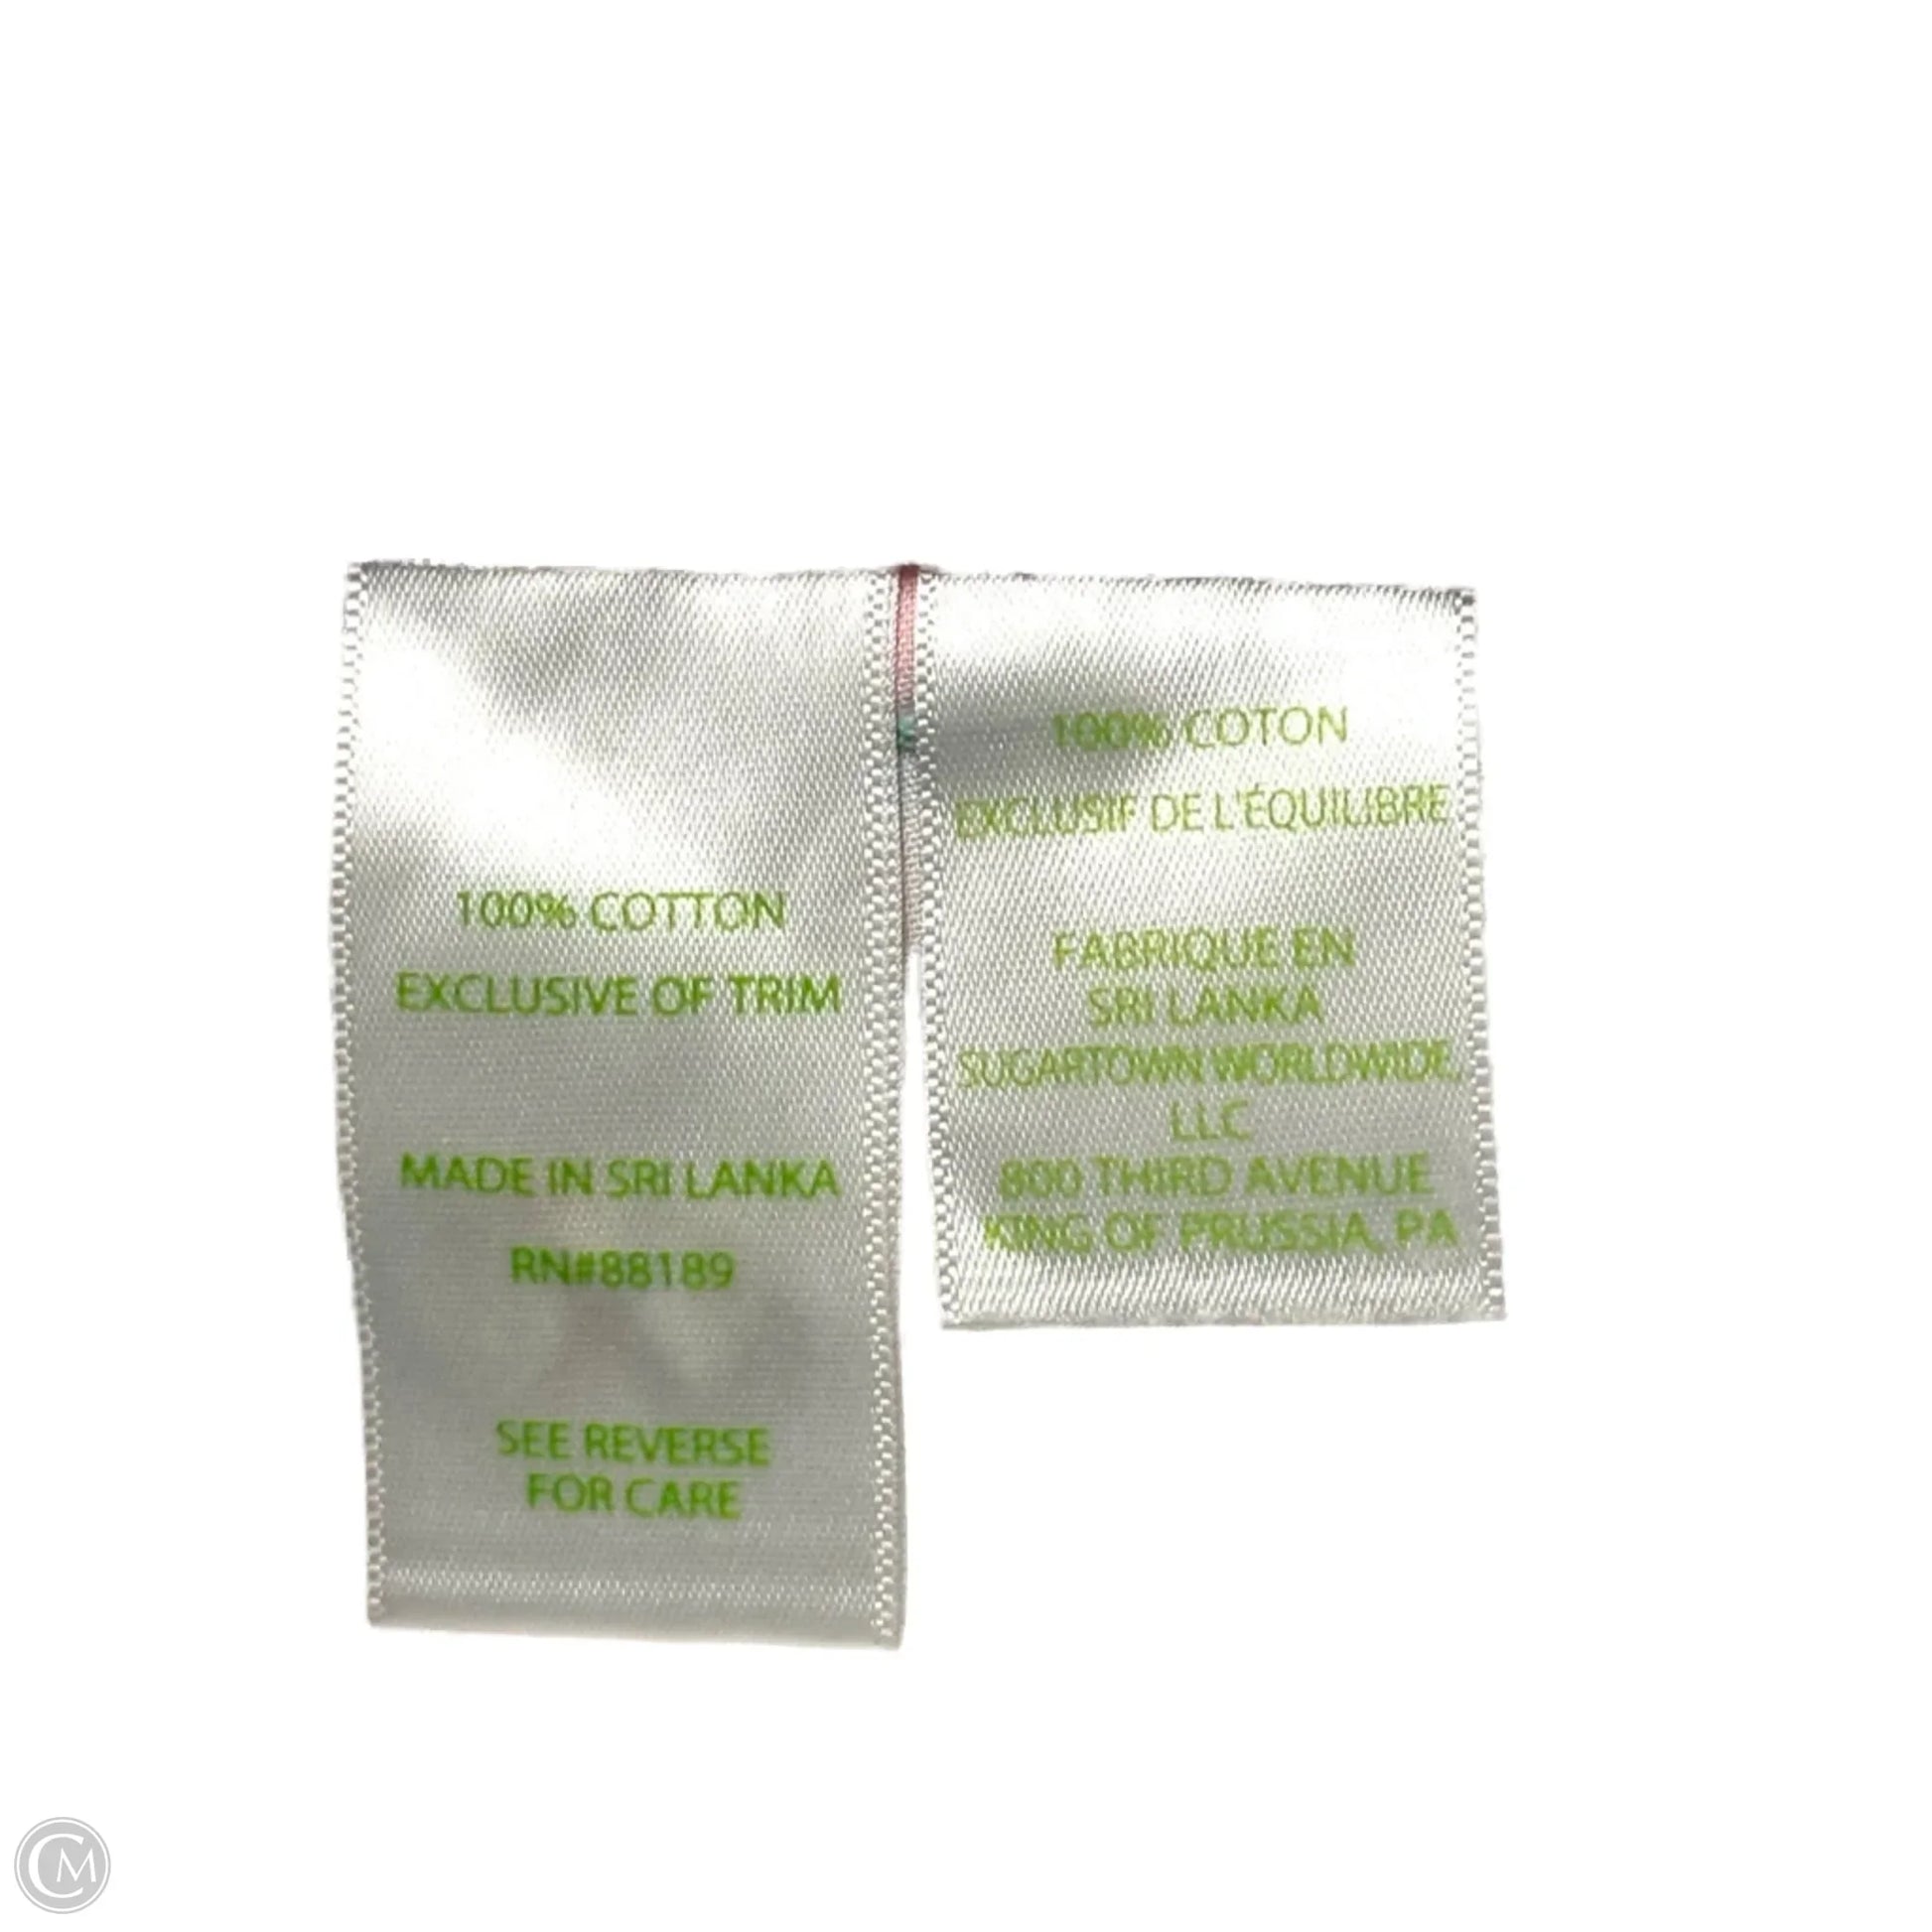 100% COTTON
EXCLUSIVE OF TRIM
MADE IN SRI LANKA
RN#88189
SEE REVERSE
FOR CARE
100% COTON
EXCLUSIF DE L'ÉQUILIBRE
FABRIQUE EN
SRI LANKA
SUGARTOWN WORLDWIDE,
LLC
800 THIRD AVENUE
KING OF PRUSSIA, PA
CM